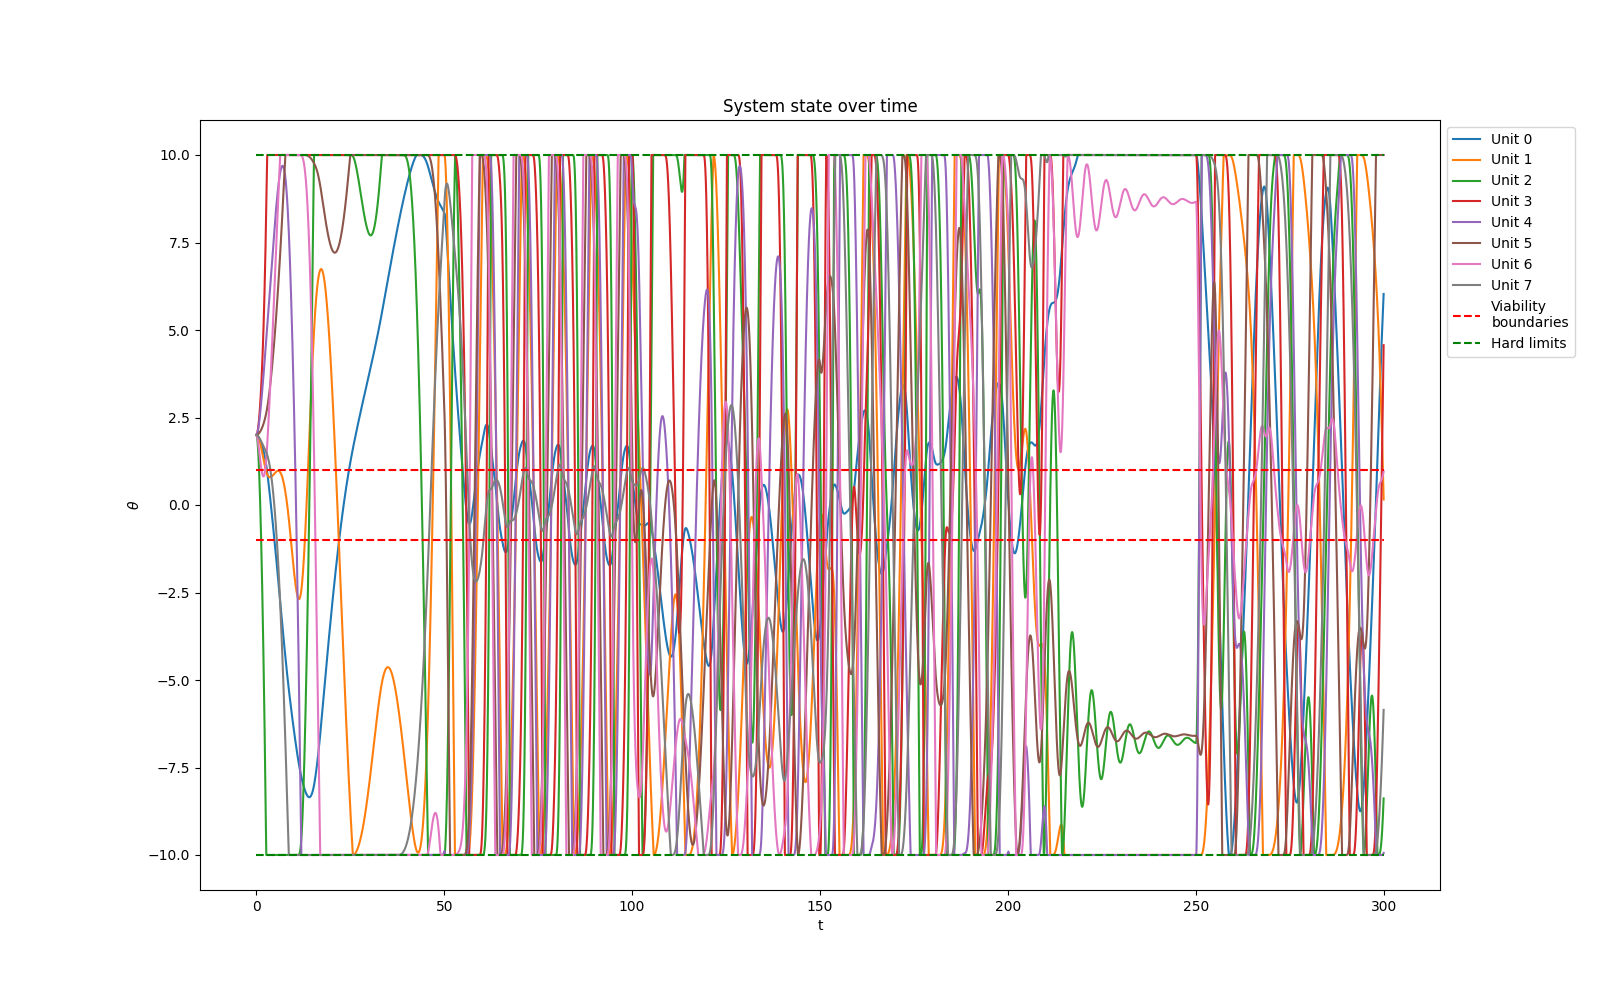 System state over time
10.0
7.5
5.0
2.5
0.0
−2.5
−5.0
−7.5
−10.0
θ
0
50
100
150
200
250
300
t
Unit 0
Unit 1
Unit 2
Unit 3
Unit 4
Unit 5
Unit 6
Unit 7
Viability
boundaries
Hard limits